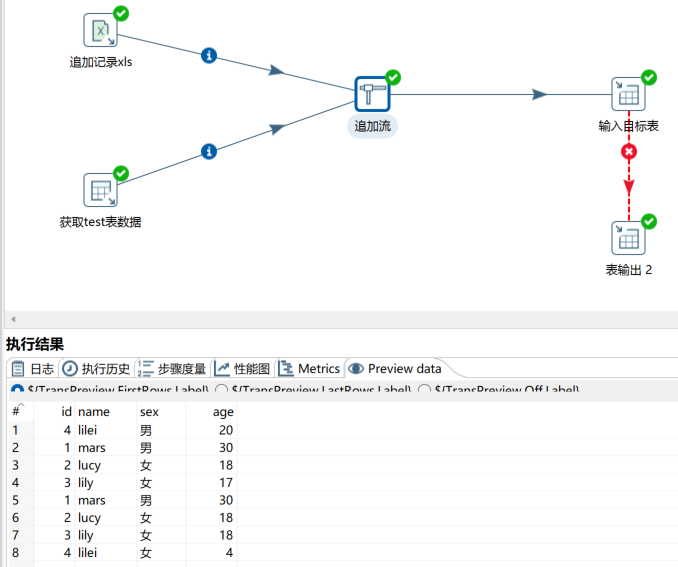 追加记录xls
追加流
输入目标表
获取test表数据
表输出 2
执行结果
日志 执行历史 步骤度量 性能图 Metrics Preview data
${TransPreview.FirstRows.Label} ${TransPreview.LastRows.Label} ${TransPreview.Off.Label}
# id name sex age
1 4 lilei 男 20
2 1 mars 男 30
3 2 lucy 女 18
4 3 lily 女 17
5 1 mars 男 30
6 2 lucy 女 18
7 3 lily 女 18
8 4 lilei 女 4